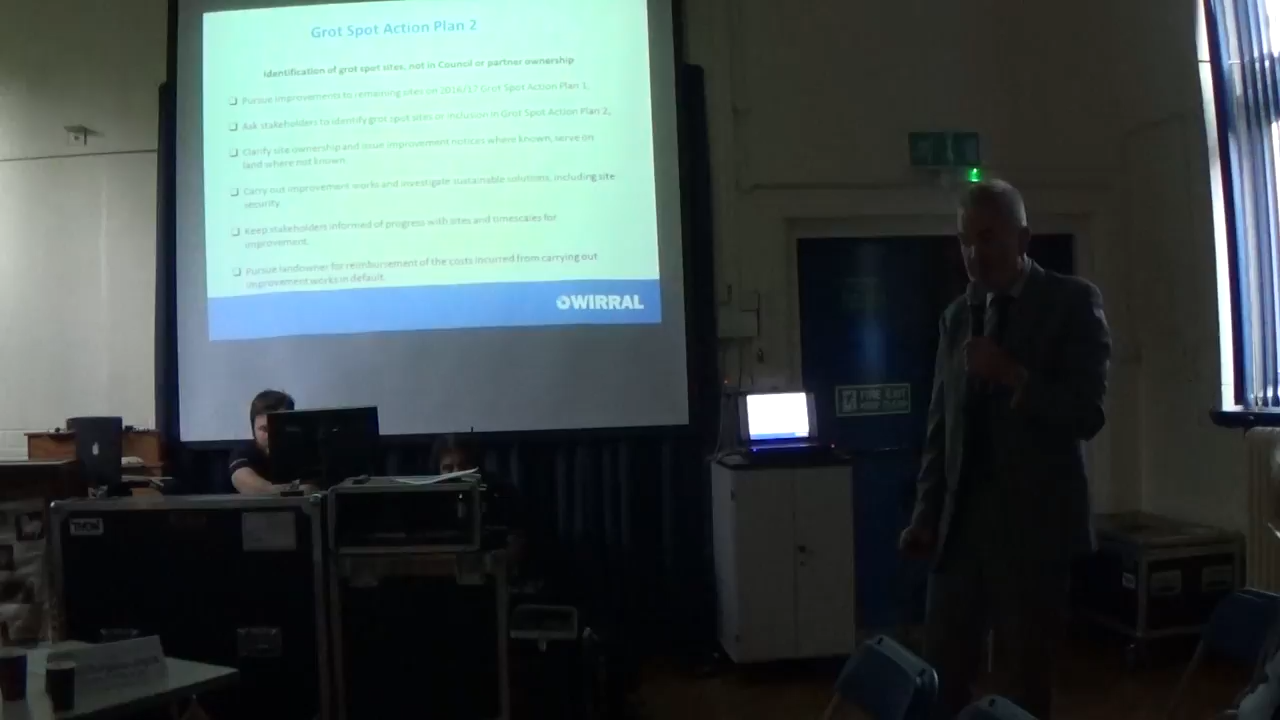 Grot Spot Action Plan 2
Identification of grot spot sites, not in Council or partner ownership
❑ Pursue improvements to remaining sites on 2016/17 Grot Spot Action Plan 1,
❑ Ask stakeholders to identify grot spot sites or inclusion in Grot Spot Action Plan 2,
❑ Clarify site ownership and issue improvement notices where known, serve on
land where not known.
❑ Carry out improvement works and investigate sustainable solutions, including site
security.
❑ Keep stakeholders informed of progress with sites and timescales for
improvement.
❑ Pursue landowner for reimbursement of the costs incurred from carrying out
improvement works in default.
WIRRAL
FIRE EXIT
KEEP CLEAR
THON